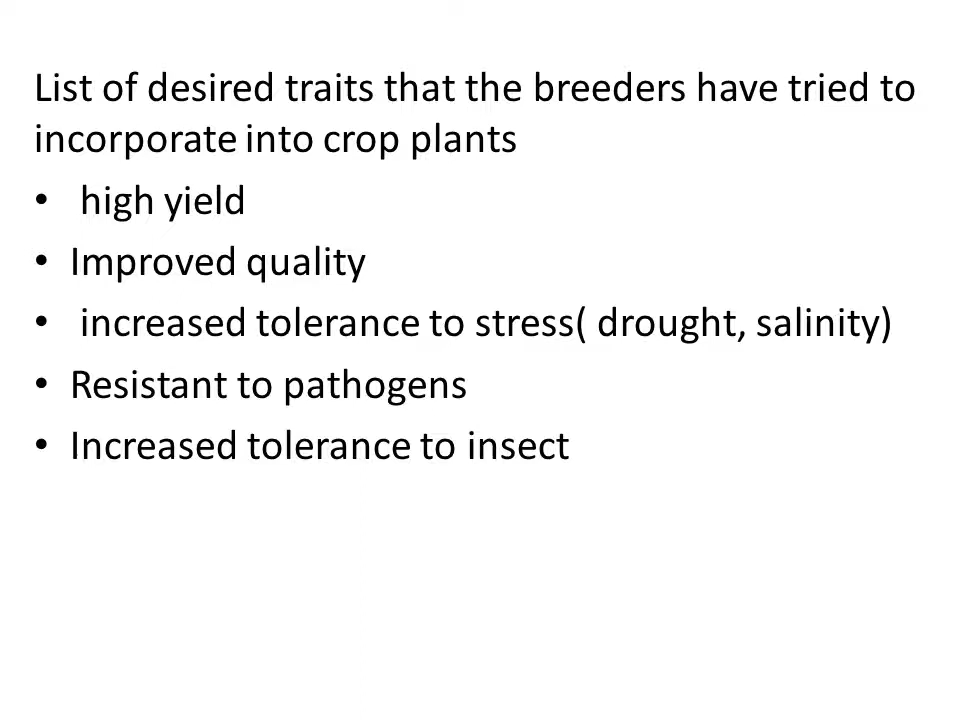 List of desired traits that the breeders have tried to
incorporate into crop plants
• high yield
• Improved quality
• increased tolerance to stress( drought, salinity)
• Resistant to pathogens
• Increased tolerance to insect